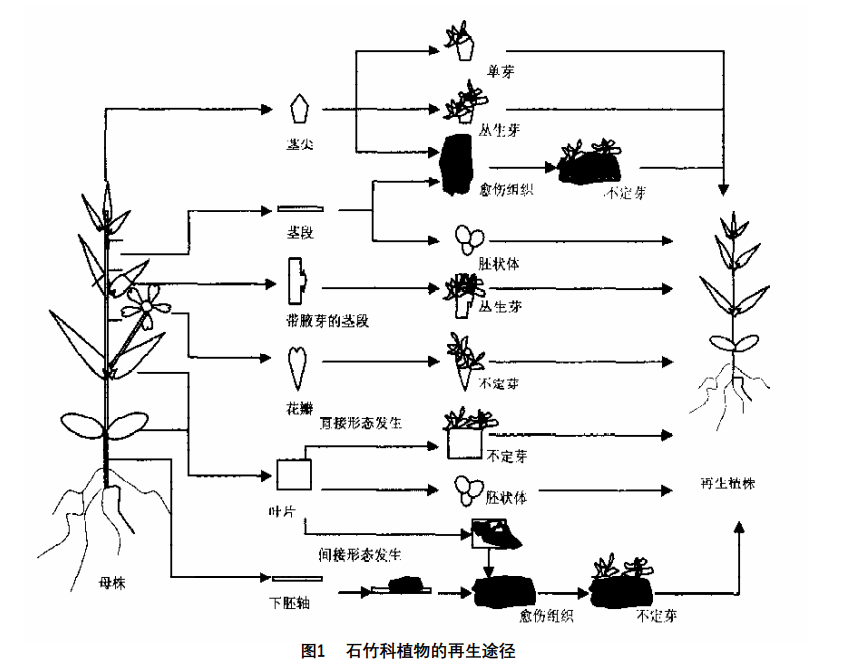 单芽
茎尖
丛生芽
愈伤组织
不定芽
茎段
胚状体
带腋芽的茎段
丛生芽
花瓣
不定芽
直接形态发生
不定芽
叶片
胚状体
再生植株
间接形态发生
母株
下胚轴
愈伤组织
不定芽
图1 石竹科植物的再生途径